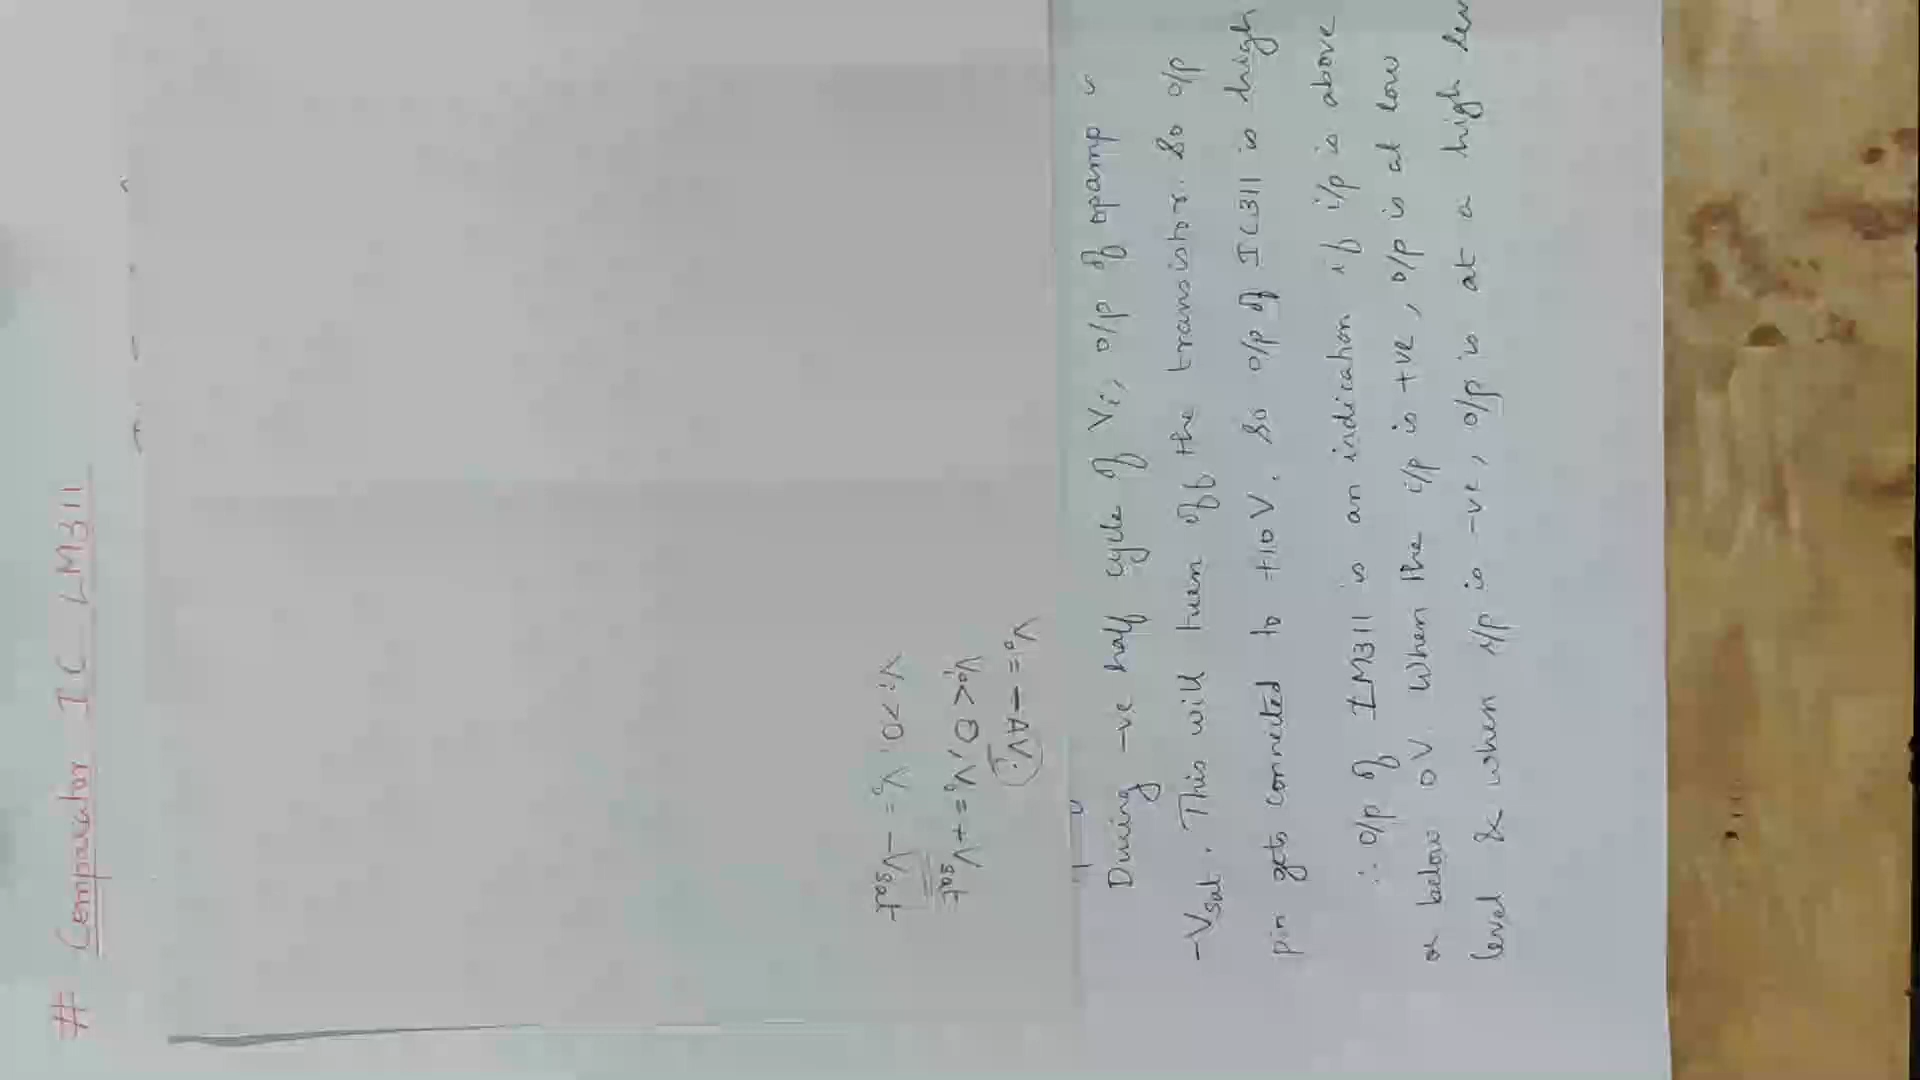 # Comparator IC LM311
Vi>0, Vo = -Vsat
Vi<0, Vo = +Vsat
Vo = -AVi
During -ve half cycle of Vi, o/p of opamp is
-Vsat. This will turn off the transistor. So o/p
pin gets connected to +10V. So o/p of IC311 is high
∴ o/p of LM311 is an indication if i/p is above
or below 0V. When the i/p is +ve, o/p is at low
level & when i/p is -ve, o/p is at a high lev